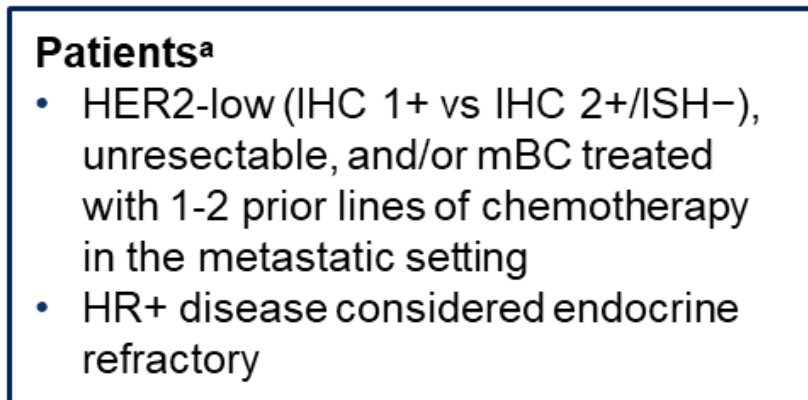 Patientsª
• HER2-low (IHC 1+ vs IHC 2+/ISH−),
unresectable, and/or mBC treated
with 1-2 prior lines of chemotherapy
in the metastatic setting
• HR+ disease considered endocrine
refractory